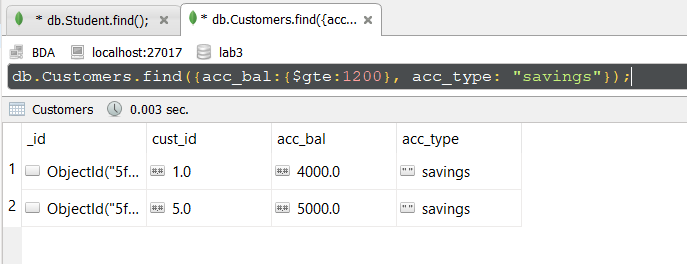 * db.Student.find(); * db.Customers.find({acc...
BDA localhost:27017 lab3
db.Customers.find({acc_bal:{$gte:1200}, acc_type: "savings"});
Customers 0.003 sec.
_id cust_id acc_bal acc_type
1 ObjectId("5f... ## 1.0 ## 4000.0 "" savings
2 ObjectId("5f... ## 5.0 ## 5000.0 "" savings